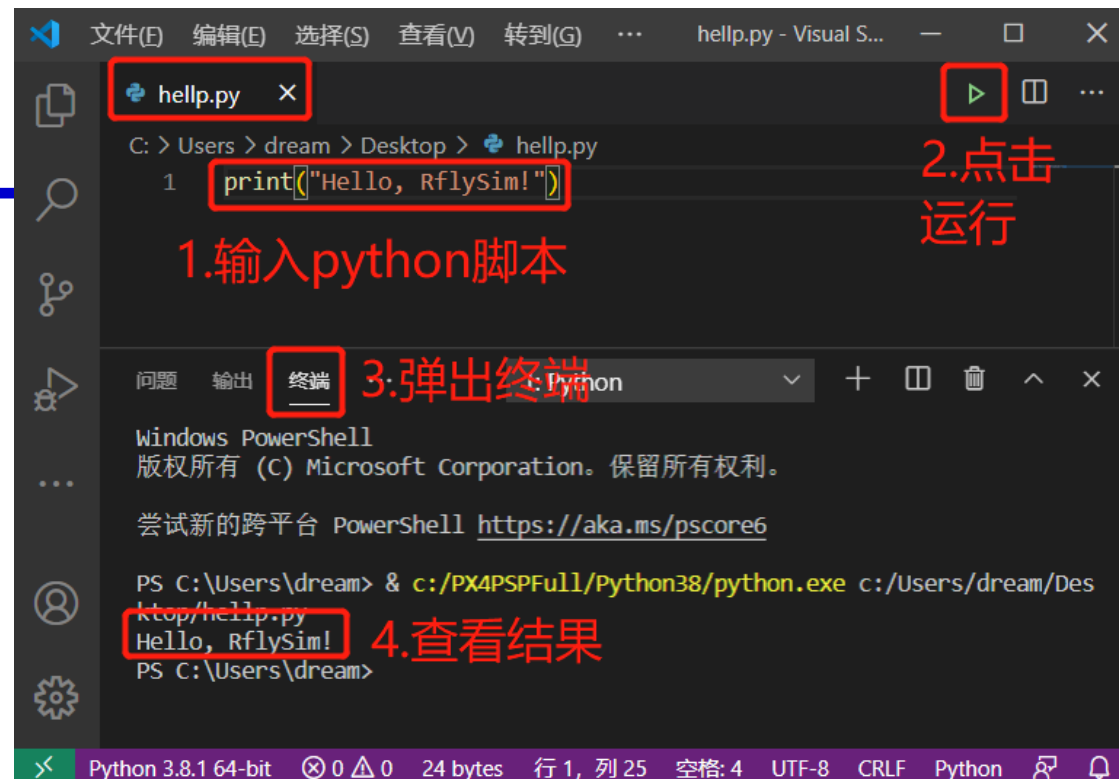 文件(F) 编辑(E) 选择(S) 查看(V) 转到(G) ··· hellp.py - Visual S...
hellp.py
C: > Users > dream > Desktop > hellp.py
1 print("Hello, RflySim!")
2.点击
运行
1.输入python脚本
问题 输出 终端 ··· 1: Python
3.弹出终端
Windows PowerShell
版权所有 (C) Microsoft Corporation。保留所有权利。
尝试新的跨平台 PowerShell https://aka.ms/pscore6
PS C:\Users\dream> & c:/PX4PSPFull/Python38/python.exe c:/Users/dream/Des
ktop/hellp.py
Hello, RflySim!
4.查看结果
PS C:\Users\dream>
Python 3.8.1 64-bit 0 0 24 bytes 行 1, 列 25 空格: 4 UTF-8 CRLF Python